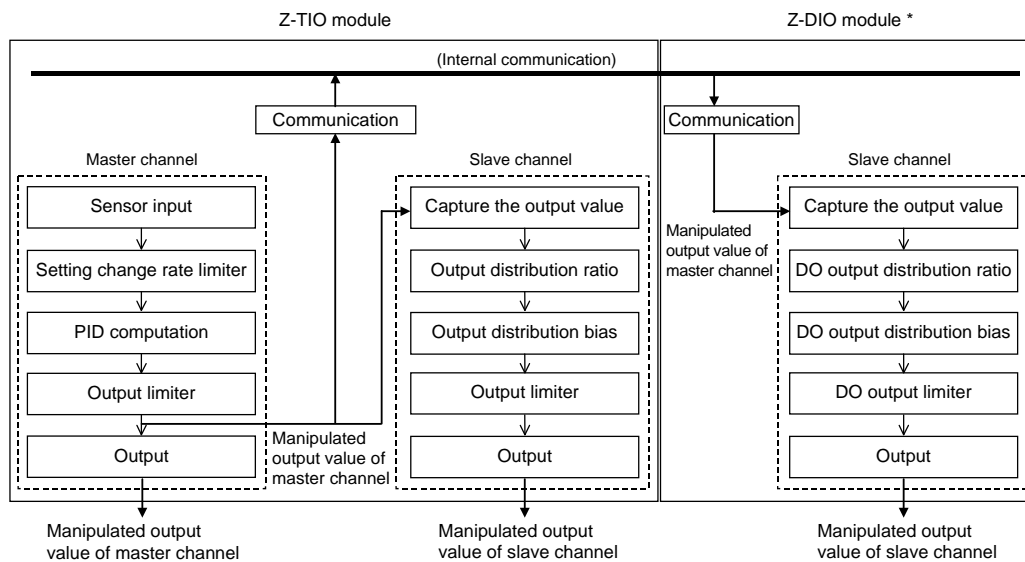 Z-TIO module
Z-DIO module *
(Internal communication)
Communication
Communication
Master channel
Sensor input
Setting change rate limiter
PID computation
Output limiter
Output
Manipulated
output value of
master channel
Slave channel
Capture the output value
Output distribution ratio
Output distribution bias
Output limiter
Output
Manipulated
output value of
master channel
Slave channel
Capture the output value
DO output distribution ratio
DO output distribution bias
DO output limiter
Output
Manipulated output
value of master channel
Manipulated output
value of slave channel
Manipulated output
value of slave channel